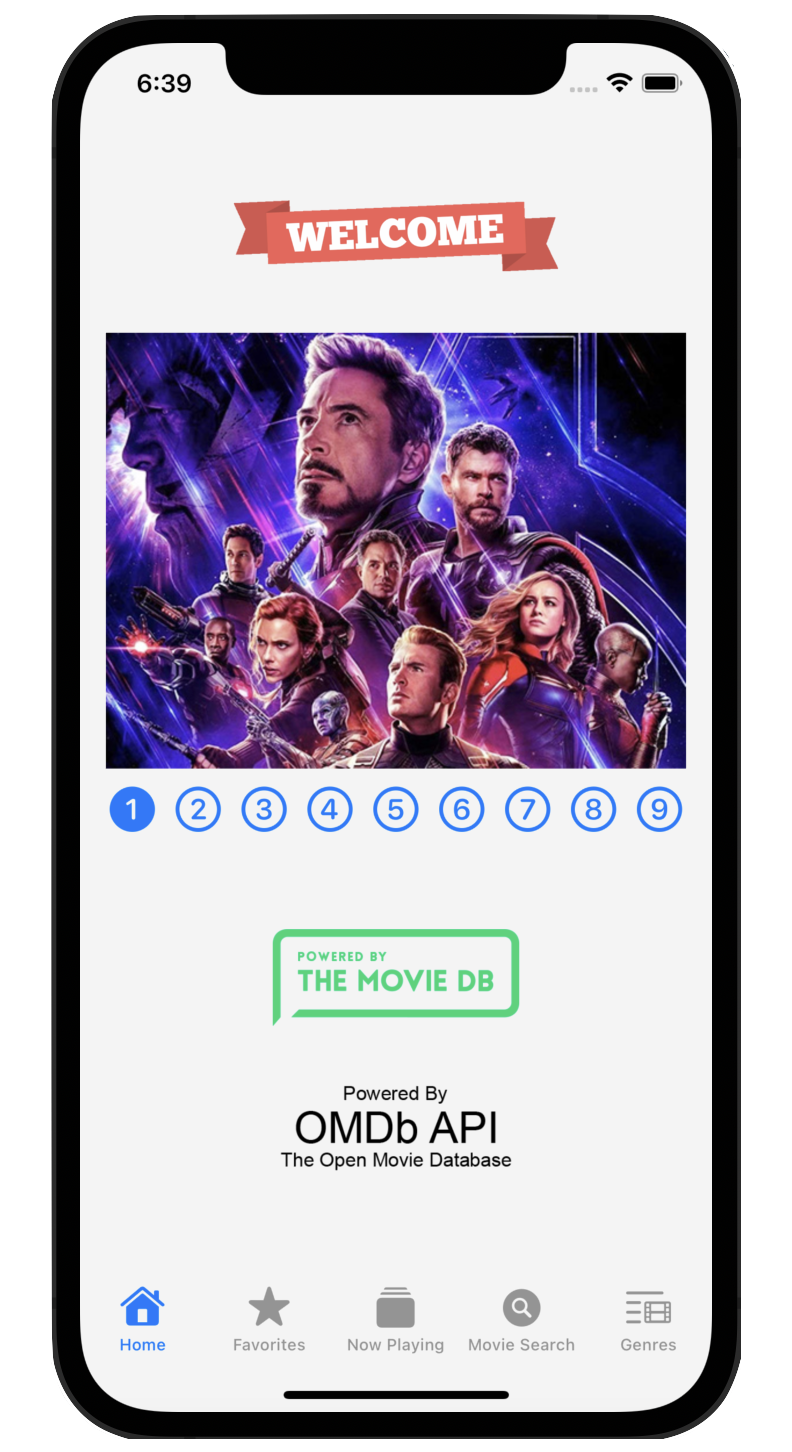 6:39
WELCOME
1 2 3 4 5 6 7 8 9
POWERED BY
THE MOVIE DB
Powered By
OMDb API
The Open Movie Database
Home Favorites Now Playing Movie Search Genres